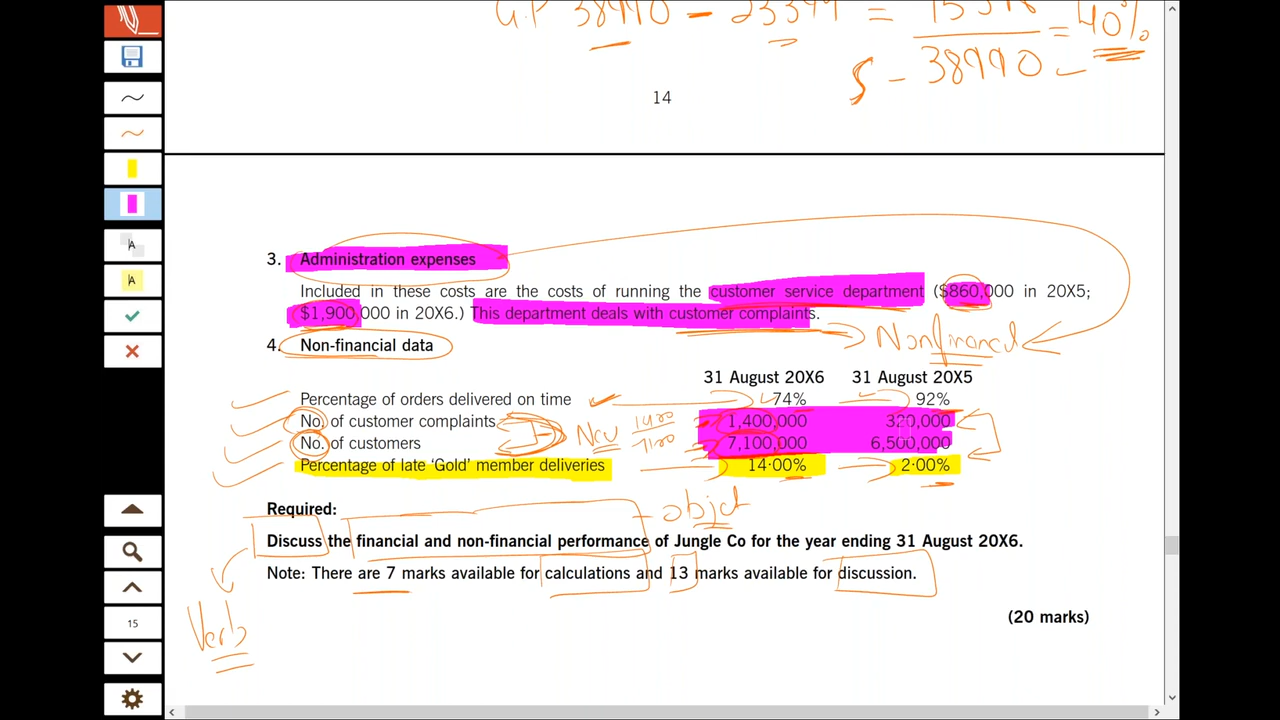 G.P 38990 - 23394 = = 40%
S - 38990
14
3. Administration expenses
Included in these costs are the costs of running the customer service department ($860,000 in 20X5;
$1,900,000 in 20X6.) This department deals with customer complaints.
Nonfinancial
4. Non-financial data
31 August 20X6 31 August 20X5
Percentage of orders delivered on time 74% 92%
No. of customer complaints 1400 1,400,000 320,000
No. of customers 7100 7,100,000 6,500,000
Percentage of late ‘Gold’ member deliveries 14·00% 2·00%
Required:
Discuss the financial and non-financial performance of Jungle Co for the year ending 31 August 20X6.
Note: There are 7 marks available for calculations and 13 marks available for discussion.
(20 marks)
Verb
15